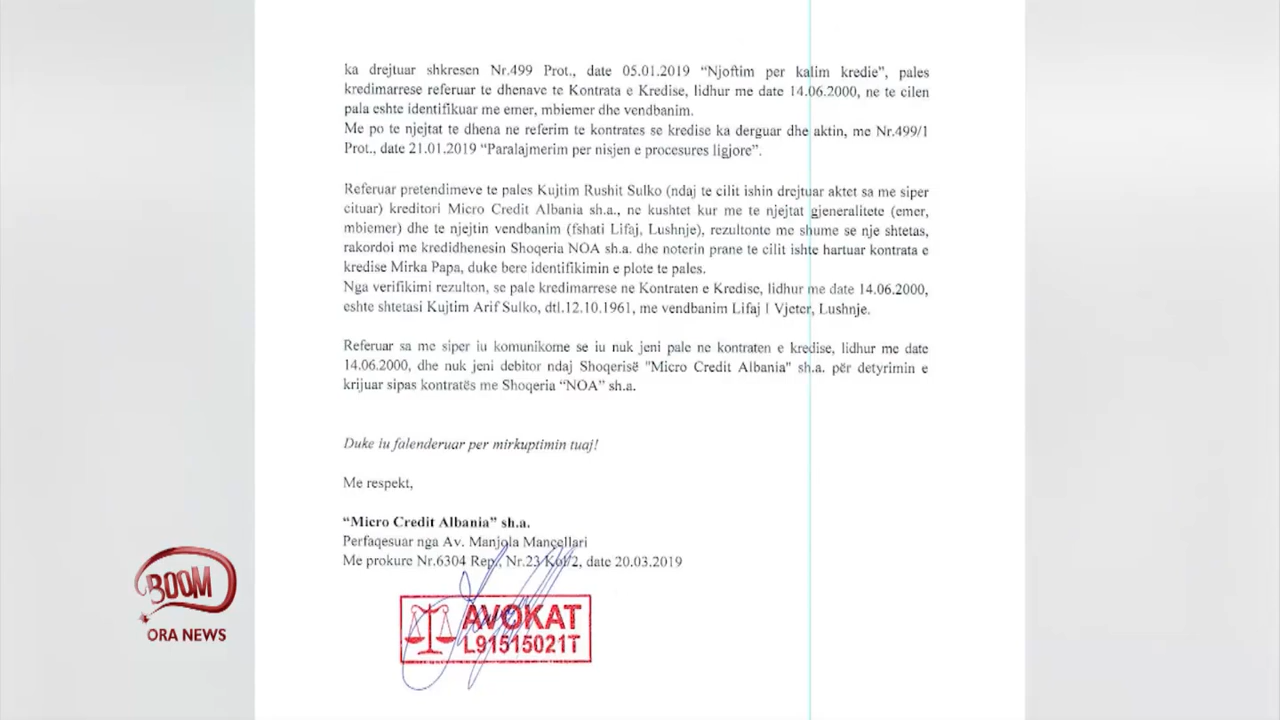 ka drejtuar shkresen Nr.499 Prot., date 05.01.2019 “Njoftim per kalim kredie”, pales
kredimarrese referuar te dhenave te Kontrata e Kredise, lidhur me date 14.06.2000, ne te cilen
pala eshte identifikuar me emer, mbiemer dhe vendbanim.
Me po te njejtat te dhena ne referim te kontrates se kredise ka derguar dhe aktin, me Nr.499/1
Prot., date 21.01.2019 “Paralajmerim per nisjen e procesures ligjore”.
Referuar pretendimeve te pales Kujtim Rushit Sulko (ndaj te cilit ishin drejtuar aktet sa me siper
cituar) kreditori Micro Credit Albania sh.a., ne kushtet kur me te njejtat gjeneralitete (emer,
mbiemer) dhe te njejtin vendbanim (fshati Lifaj, Lushnje), rezultonte me shume se nje shtetas,
rakordoi me kredidhenesin Shoqeria NOA sh.a. dhe noterin prane te cilit ishte hartuar kontrata e
kredise Mirka Papa, duke bere identifikimin e plote te pales.
Nga verifikimi rezulton, se pale kredimarrese ne Kontraten e Kredise, lidhur me date 14.06.2000,
eshte shtetasi Kujtim Arif Sulko, dtl.12.10.1961, me vendbanim Lifaj I Vjeter, Lushnje.
Referuar sa me siper iu komunikome se iu nuk jeni pale ne kontraten e kredise, lidhur me date
14.06.2000, dhe nuk jeni debitor ndaj Shoqerisë "Micro Credit Albania" sh.a. për detyrimin e
krijuar sipas kontratës me Shoqeria “NOA” sh.a.
Duke iu falenderuar per mirkuptimin tuaj!
Me respekt,
“Micro Credit Albania” sh.a.
Perfaqesuar nga Av. Manjola Mancellari
Me prokure Nr.6304 Rep., Nr.23 Kol/2, date 20.03.2019
AVOKAT
L91515021T
BOOM
ORA NEWS